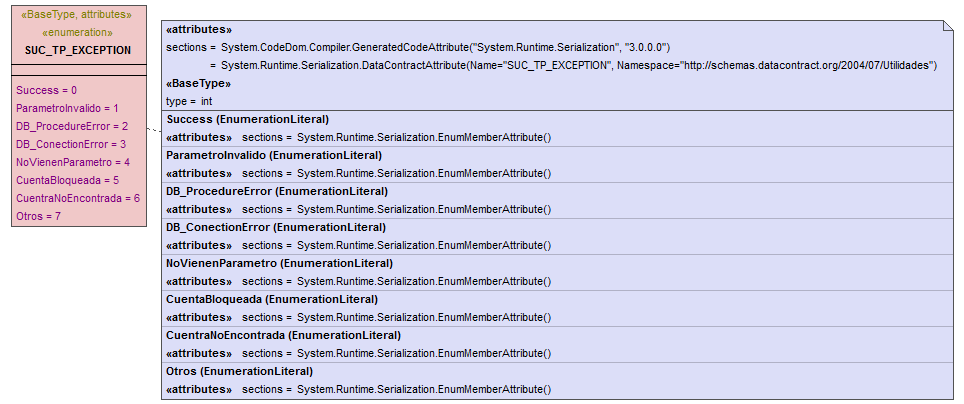 «BaseType, attributes»
«enumeration»
SUC_TP_EXCEPTION
Success = 0
ParametroInvalido = 1
DB_ProcedureError = 2
DB_ConectionError = 3
NoVienenParametro = 4
CuentaBloqueada = 5
CuentraNoEncontrada = 6
Otros = 7
«attributes»
sections = System.CodeDom.Compiler.GeneratedCodeAttribute("System.Runtime.Serialization", "3.0.0.0")
= System.Runtime.Serialization.DataContractAttribute(Name="SUC_TP_EXCEPTION", Namespace="http://schemas.datacontract.org/2004/07/Utilidades")
«BaseType»
type = int
Success (EnumerationLiteral)
«attributes» sections = System.Runtime.Serialization.EnumMemberAttribute()
ParametroInvalido (EnumerationLiteral)
«attributes» sections = System.Runtime.Serialization.EnumMemberAttribute()
DB_ProcedureError (EnumerationLiteral)
«attributes» sections = System.Runtime.Serialization.EnumMemberAttribute()
DB_ConectionError (EnumerationLiteral)
«attributes» sections = System.Runtime.Serialization.EnumMemberAttribute()
NoVienenParametro (EnumerationLiteral)
«attributes» sections = System.Runtime.Serialization.EnumMemberAttribute()
CuentaBloqueada (EnumerationLiteral)
«attributes» sections = System.Runtime.Serialization.EnumMemberAttribute()
CuentraNoEncontrada (EnumerationLiteral)
«attributes» sections = System.Runtime.Serialization.EnumMemberAttribute()
Otros (EnumerationLiteral)
«attributes» sections = System.Runtime.Serialization.EnumMemberAttribute()